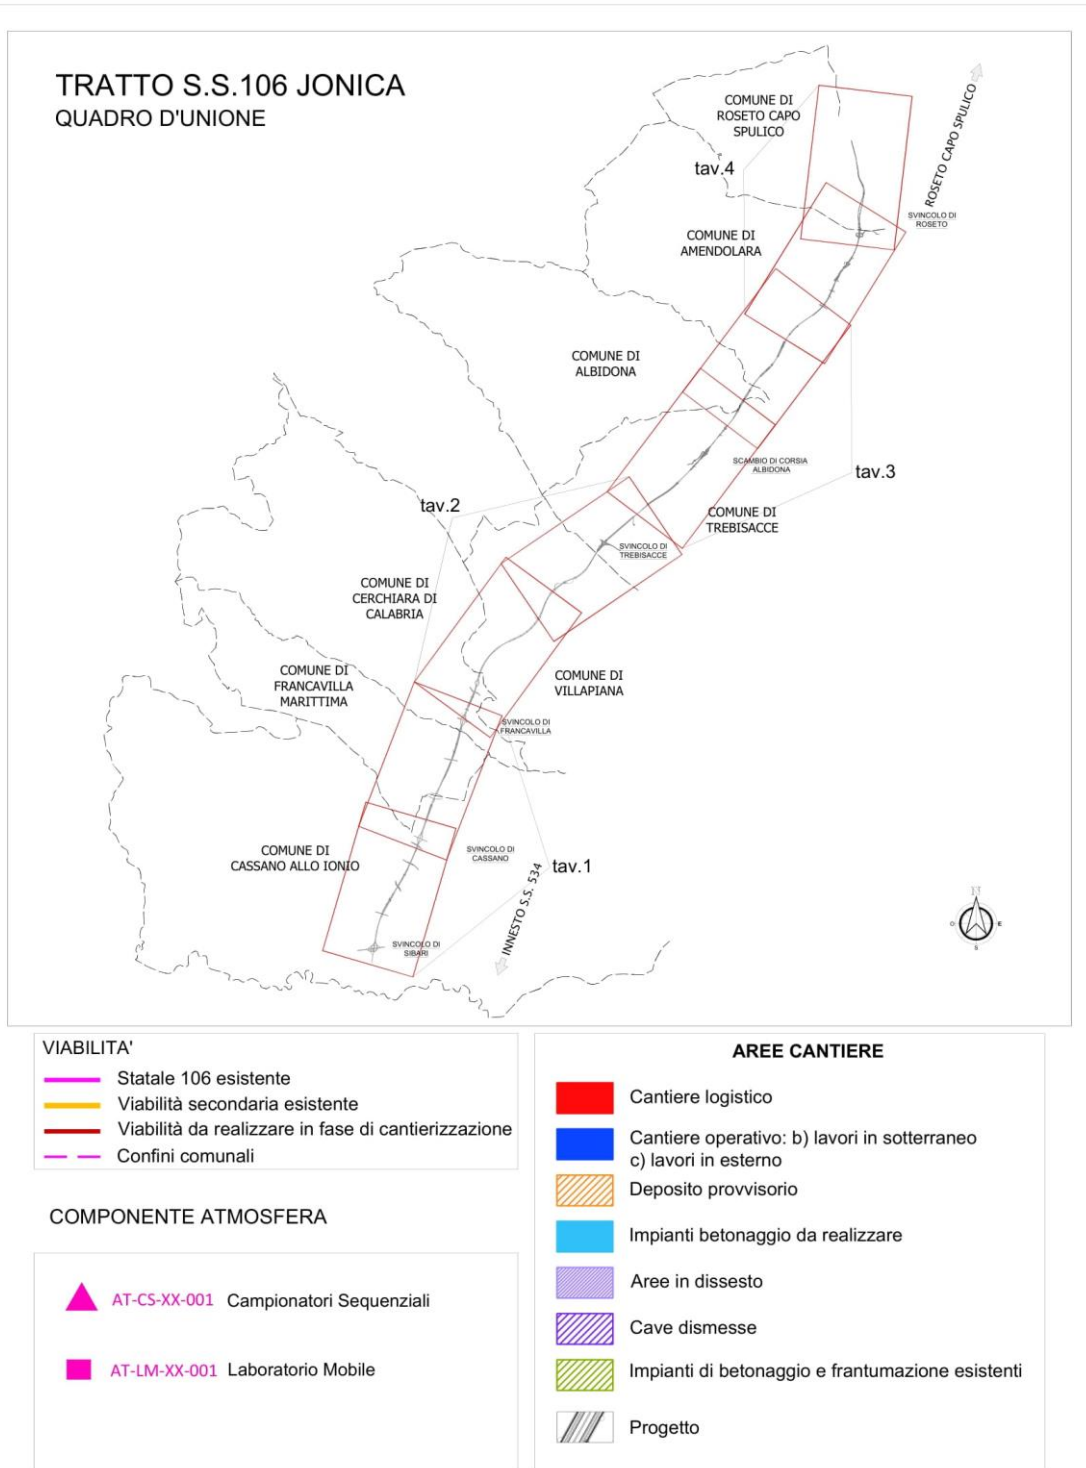 TRATTO S.S.106 JONICA
QUADRO D'UNIONE
COMUNE DI
ROSETO CAPO
SPULICO
ROSETO CAPO SPULICO
tav.4
SVINCOLO DI
ROSETO
COMUNE DI
AMENDOLARA
COMUNE DI
ALBIDONA
SCAMBIO DI CORSIA
ALBIDONA
tav.3
tav.2
COMUNE DI
TREBISACCE
SVINCOLO DI
TREBISACCE
COMUNE DI
CERCHIARA DI
CALABRIA
COMUNE DI
FRANCAVILLA
MARITTIMA
COMUNE DI
VILLAPIANA
SVINCOLO DI
FRANCAVILLA
COMUNE DI
CASSANO ALLO IONIO
SVINCOLO DI
CASSANO
tav.1
INNESTO S.S. 534
SVINCOLO DI
SIBARI
N
O
E
S
VIABILITA'
Statale 106 esistente
Viabilità secondaria esistente
Viabilità da realizzare in fase di cantierizzazione
Confini comunali
COMPONENTE ATMOSFERA
AT-CS-XX-001 Campionatori Sequenziali
AT-LM-XX-001 Laboratorio Mobile
AREE CANTIERE
Cantiere logistico
Cantiere operativo: b) lavori in sotterraneo
c) lavori in esterno
Deposito provvisorio
Impianti betonaggio da realizzare
Aree in dissesto
Cave dismesse
Impianti di betonaggio e frantumazione esistenti
Progetto